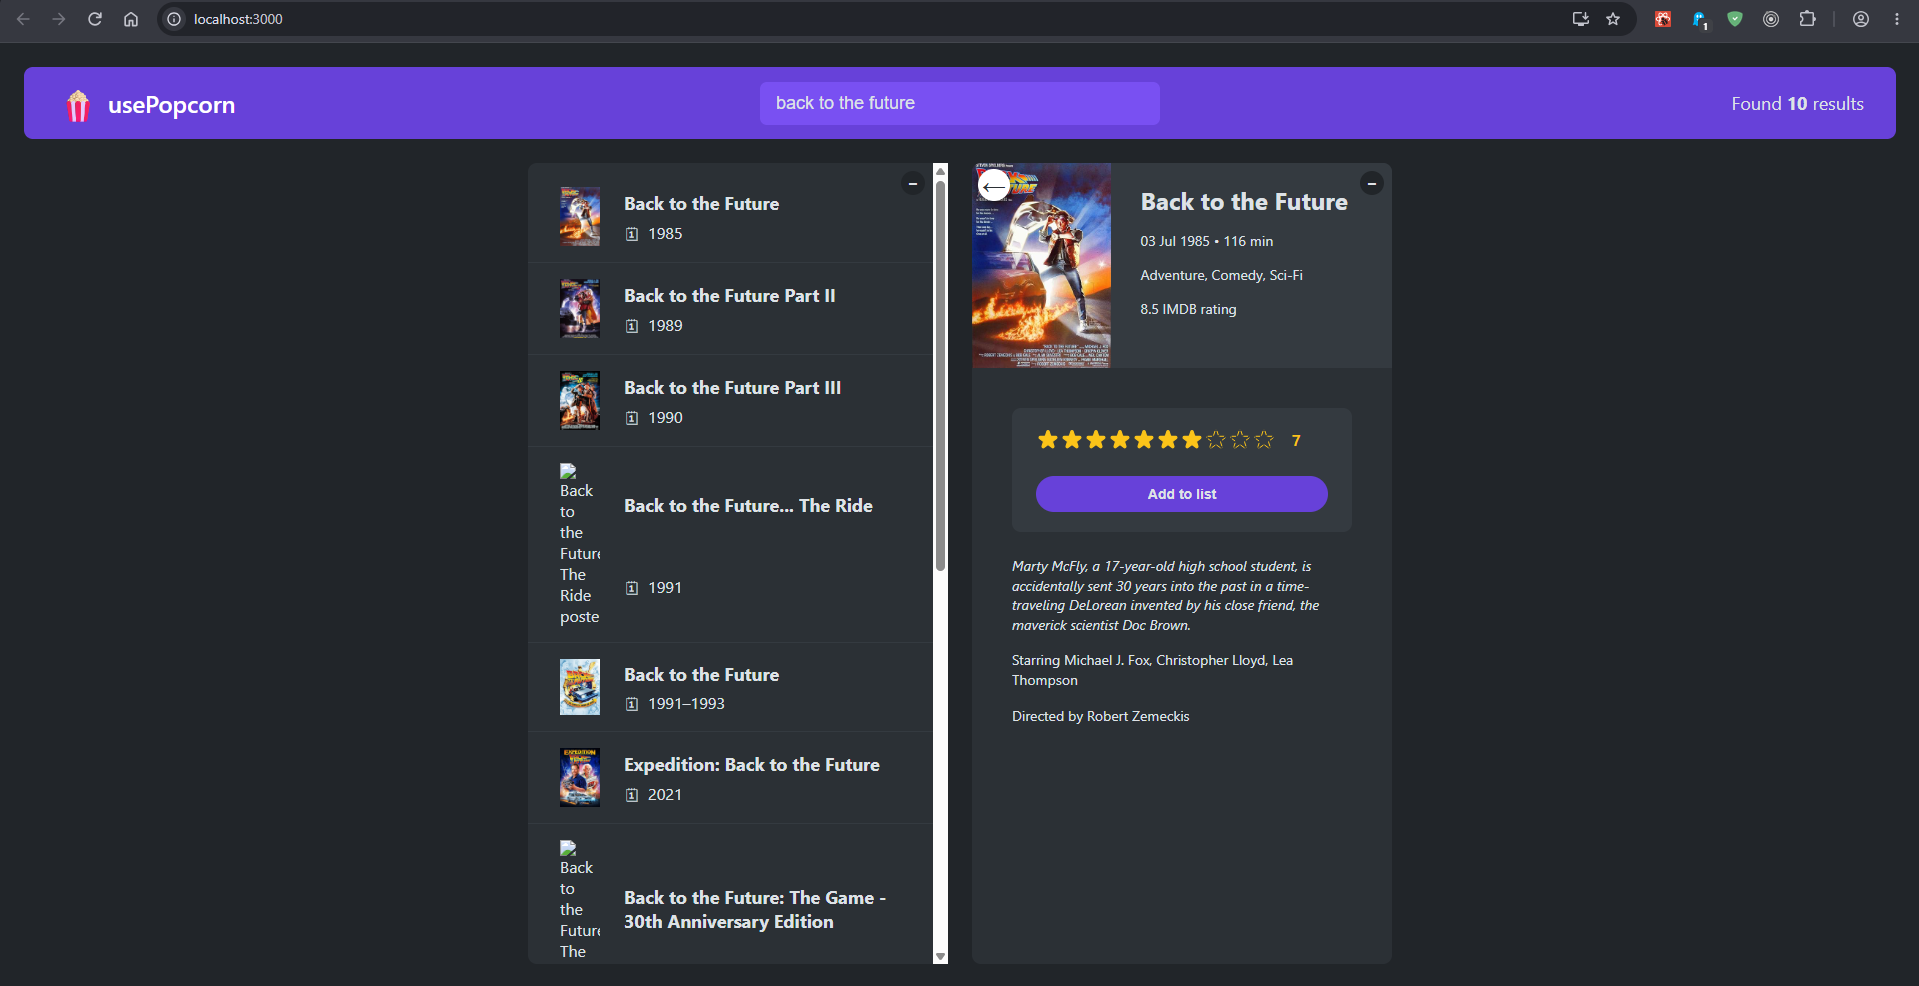 localhost:3000
1
usePopcorn
back to the future
Found 10 results
Back to the Future
1985
Back to the Future Part II
1989
Back to the Future Part III
1990
Back
to
the
Future
The
Ride
poste
Back to the Future... The Ride
1991
Back to the Future
1991–1993
Expedition: Back to the Future
2021
Back
to
the
Future
The
Back to the Future: The Game -
30th Anniversary Edition
Back to the Future
03 Jul 1985 • 116 min
Adventure, Comedy, Sci-Fi
8.5 IMDB rating
7
Add to list
Marty McFly, a 17-year-old high school student, is
accidentally sent 30 years into the past in a time-
traveling DeLorean invented by his close friend, the
maverick scientist Doc Brown.
Starring Michael J. Fox, Christopher Lloyd, Lea
Thompson
Directed by Robert Zemeckis